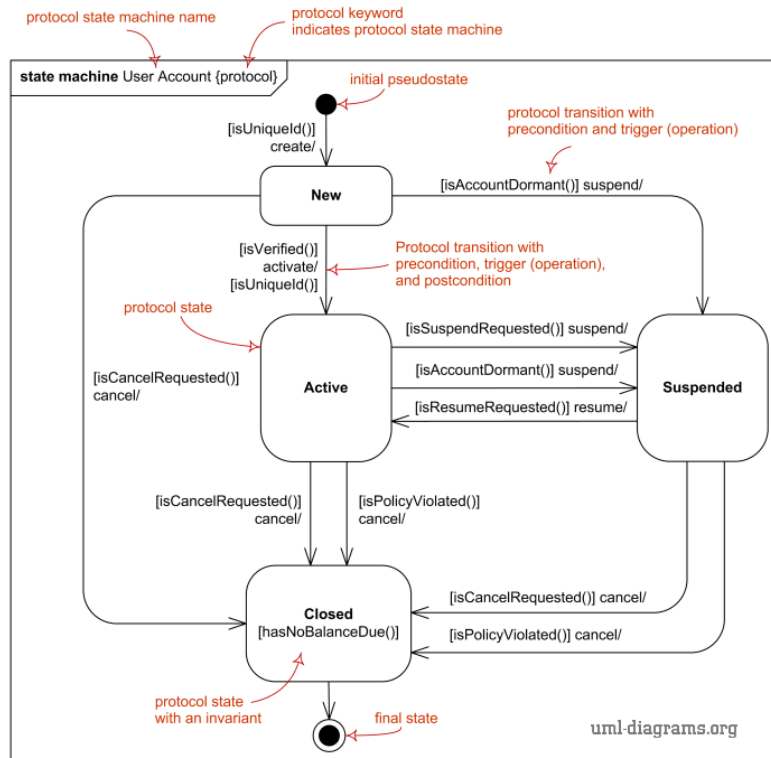 protocol state machine name
protocol keyword
indicates protocol state machine
state machine User Account {protocol}
initial pseudostate
[isUniqueId()]
create/
protocol transition with
precondition and trigger (operation)
New
[isAccountDormant()] suspend/
[isVerified()]
activate/
[isUniqueId()]
Protocol transition with
precondition, trigger (operation),
and postcondition
protocol state
[isSuspendRequested()] suspend/
[isCancelRequested()]
cancel/
Active
[isAccountDormant()] suspend/
Suspended
[isResumeRequested()] resume/
[isCancelRequested()]
cancel/
[isPolicyViolated()]
cancel/
Closed
[hasNoBalanceDue()]
[isCancelRequested()] cancel/
[isPolicyViolated()] cancel/
protocol state
with an invariant
final state
uml-diagrams.org